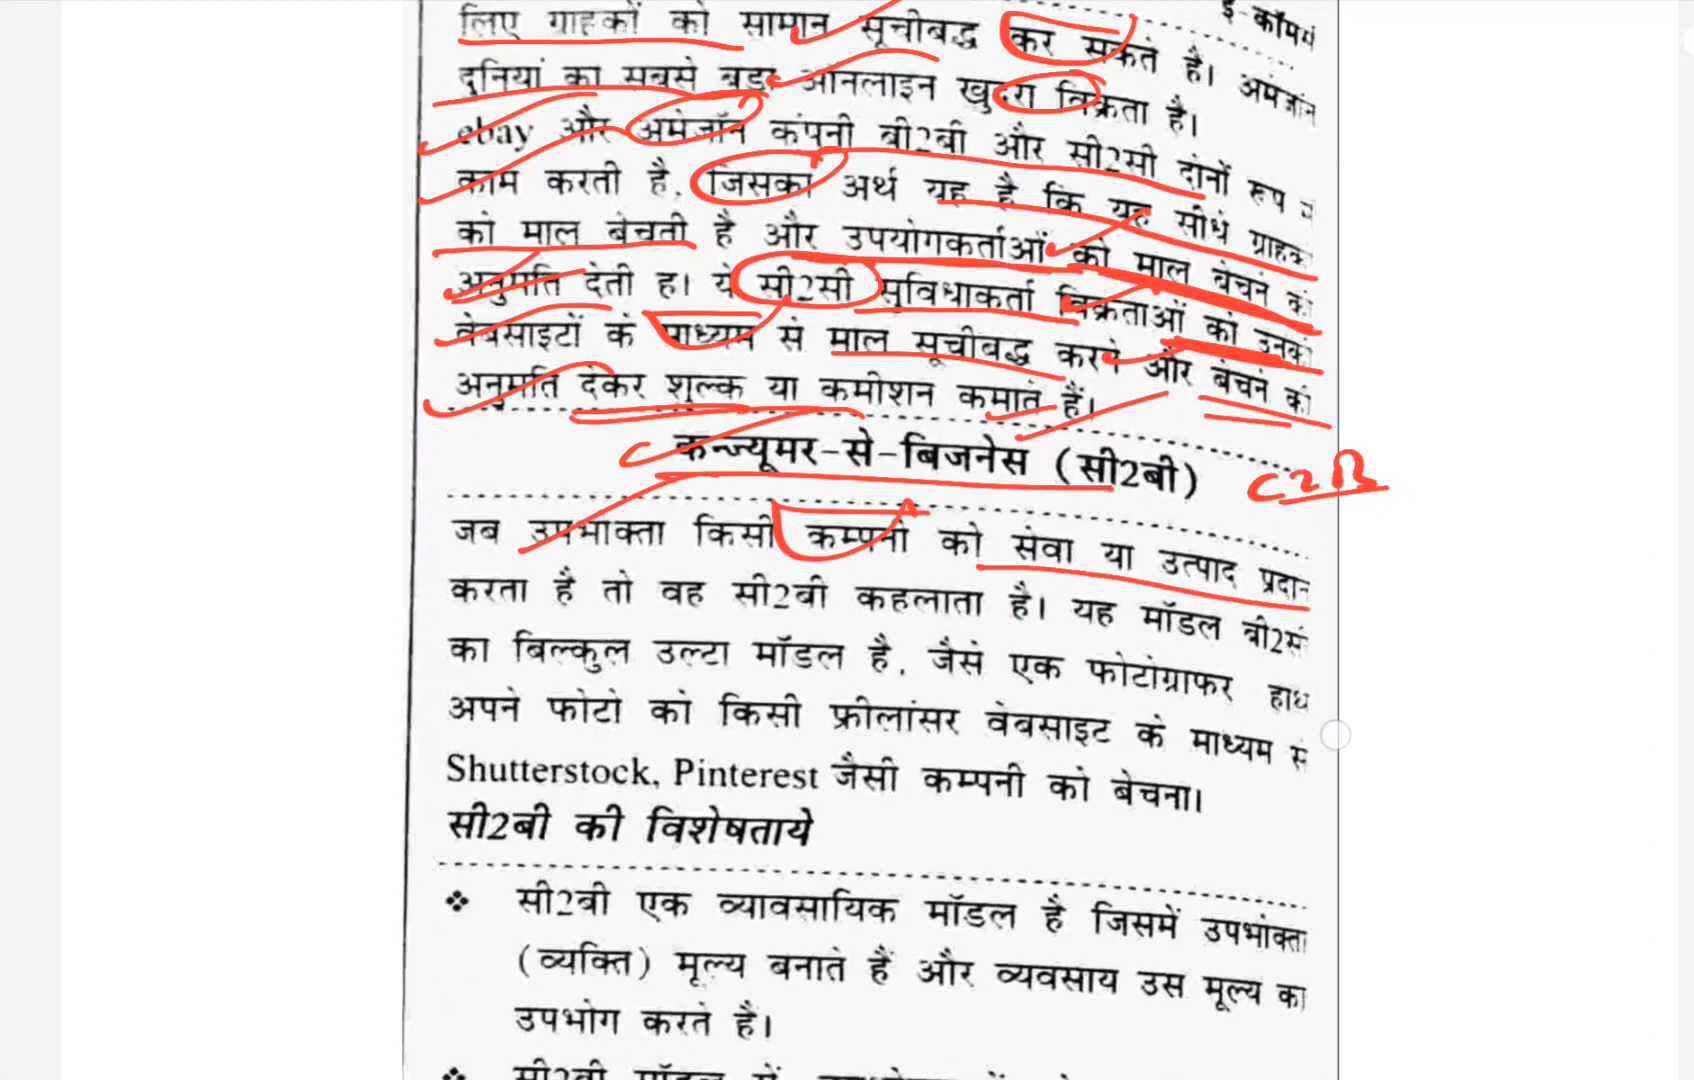 ई-कॉमर्स
लिए ग्राहकों को सामान सूचीबद्ध कर सकते है। अमेजॉन
दुनियां का सबसे बड़ा ऑनलाइन खुदरा विक्रेता है।
ebay और अमेजॉन कंपनी बी2बी और सी2सी दोनों रूप
काम करती है, जिसका अर्थ यह है कि यह सीधे ग्राहक
को माल बेचती है और उपयोगकर्ताओं को माल बेचने की
अनुमति देती ह। ये सी2सी सुविधाकर्ता विक्रेताओं को उनकी
वेबसाइटों के माध्यम से माल सूचीबद्ध करने और बेचने की
अनुमति देकर शुल्क या कमीशन कमाते हैं।
कन्ज्यूमर-से-बिजनेस (सी2बी) C2B
जब उपभोक्ता किसी कम्पनी को सेवा या उत्पाद प्रदान
करता है तो वह सी2बी कहलाता है। यह मॉडल बी2सी
का बिल्कुल उल्टा मॉडल है, जैसे एक फोटोग्राफर
अपने फोटो को किसी फ्रीलांसर वेबसाइट के माध्यम से
Shutterstock, Pinterest जैसी कम्पनी को बेचना।
सी2बी की विशेषताये
❖ सी2बी एक व्यावसायिक मॉडल है जिसमें उपभोक्ता
(व्यक्ति) मूल्य बनाते हैं और व्यवसाय उस मूल्य का
उपभोग करते है।
❖ सी2बी मॉडल में